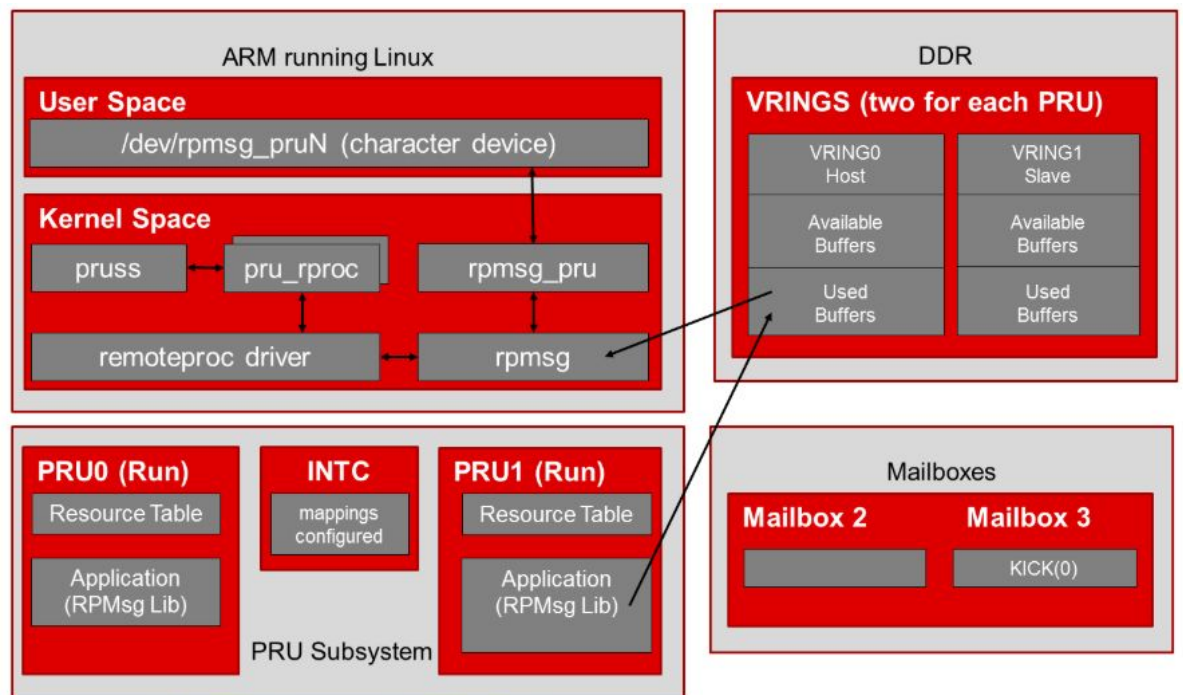 ARM running Linux
User Space
/dev/rpmsg_pruN (character device)
Kernel Space
pruss
pru_rproc
rpmsg_pru
remoteproc driver
rpmsg
DDR
VRINGS (two for each PRU)
VRING0
Host
Available
Buffers
Used
Buffers
VRING1
Slave
Available
Buffers
Used
Buffers
PRU0 (Run)
Resource Table
Application
(RPMsg Lib)
INTC
mappings
configured
PRU1 (Run)
Resource Table
Application
(RPMsg Lib)
PRU Subsystem
Mailboxes
Mailbox 2
Mailbox 3
KICK(0)